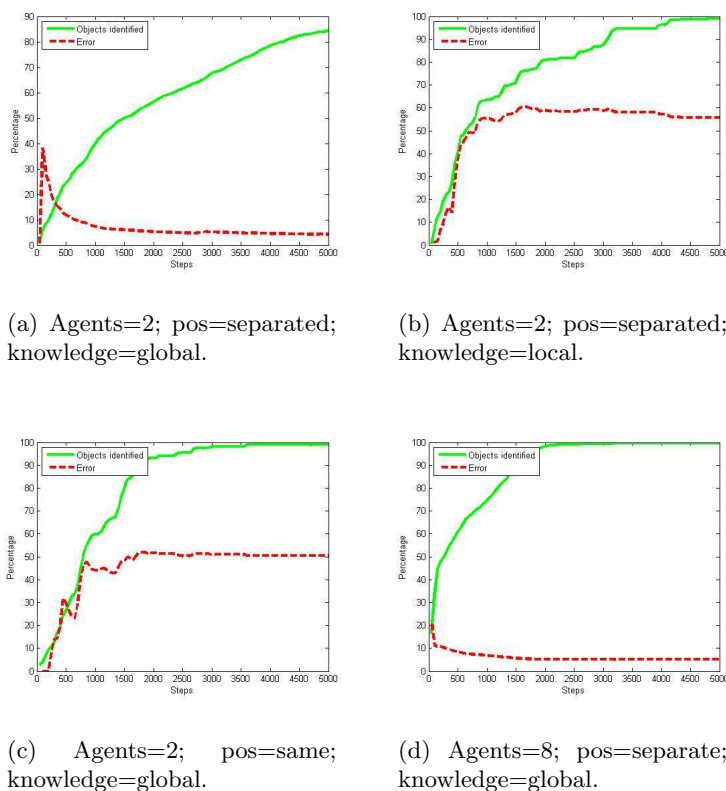 90
80
70
60
50
40
30
20
10
0
Percentage
Objects identified
Error
0 500 1000 1500 2000 2500 3000 3500 4000 4500 5000
Steps
(a) Agents=2; pos=separated;
knowledge=global.
100
90
80
70
60
50
40
30
20
10
0
Percentage
Objects identified
Error
0 500 1000 1500 2000 2500 3000 3500 4000 4500 5000
Steps
(b) Agents=2; pos=separated;
knowledge=local.
100
90
80
70
60
50
40
30
20
10
0
Percentage
Objects identified
Error
0 500 1000 1500 2000 2500 3000 3500 4000 4500 5000
Steps
(c) Agents=2; pos=same;
knowledge=global.
100
90
80
70
60
50
40
30
20
10
0
Percentage
Objects identified
Error
0 500 1000 1500 2000 2500 3000 3500 4000 4500 5000
Steps
(d) Agents=8; pos=separate;
knowledge=global.